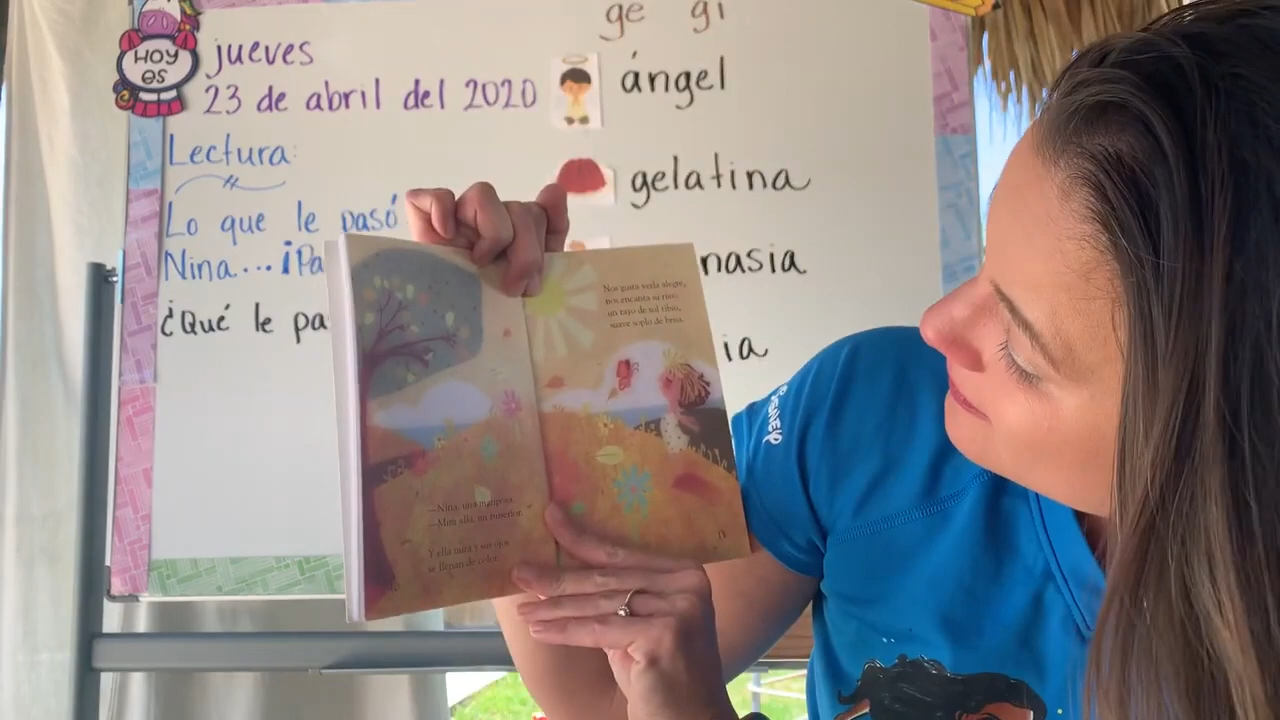 HOY
es
jueves
23 de abril del 2020
Lectura:
Lo que le pasó
Nina... ¡Pa
¿Qué le pa
ge gi
ángel
gelatina
nasia
ia
—Nina, una mariposa.
—Mira allá, un ruiseñor.
Y ella mira y sus ojos
se llenan de color.
Nos gusta verla alegre,
nos encanta su risa:
un rayo de sol tibio,
suave soplo de brisa.
DISNEY